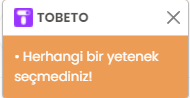 TOBETO
• Herhangi bir yetenek
seçmediniz!